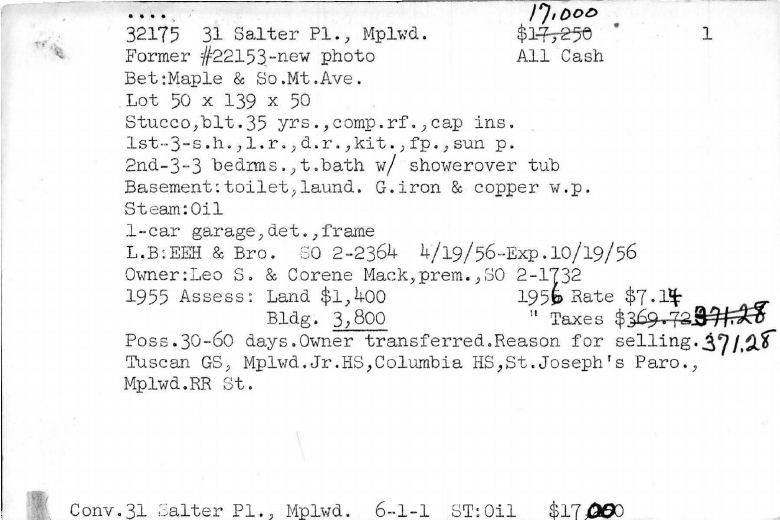 ....
17,000
32175 31 Salter Pl., Mplwd. $17,250 1
Former #22153-new photo All Cash
Bet:Maple & So.Mt.Ave.
Lot 50 x 139 x 50
Stucco,blt.35 yrs.,comp.rf.,cap ins.
1st-3-s.h.,l.r.,d.r.,kit.,fp.,sun p.
2nd-3-3 bedrms.,t.bath w/ showerover tub
Basement:toilet,laund. G.iron & copper w.p.
Steam:Oil
1-car garage,det.,frame
L.B:EEH & Bro. SO 2-2364 4/19/56-Exp.10/19/56
Owner:Leo S. & Corene Mack,prem.,SO 2-1732
1955 Assess: Land $1,400 1956 Rate $7.14
Bldg. 3,800 " Taxes $369.72 371.28
Poss.30-60 days.Owner transferred.Reason for selling. 371.28
Tuscan GS, Mplwd.Jr.HS,Columbia HS,St.Joseph's Paro.,
Mplwd.RR St.
Conv.31 Salter Pl., Mplwd. 6-1-1 ST:Oil $17,000